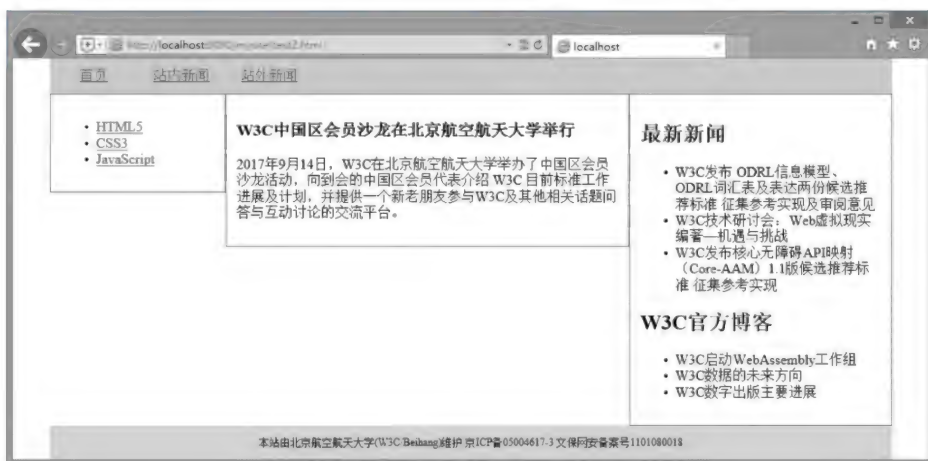 localhost
首页 站内新闻 站外新闻
• HTML5
• CSS3
• JavaScript
W3C中国区会员沙龙在北京航空航天大学举行
2017年9月14日，W3C在北京航空航天大学举办了中国区会员
沙龙活动，向到会的中国区会员代表介绍 W3C 目前标准工作
进展及计划，并提供一个新老朋友参与W3C及其他相关话题问
答与互动讨论的交流平台。
最新新闻
• W3C发布 ODRL信息模型、
ODRL词汇表及表达两份候选推
荐标准 征集参考实现及审阅意见
• W3C技术研讨会：Web虚拟现实
编著—机遇与挑战
• W3C发布核心无障碍API映射
（Core-AAM）1.1版候选推荐标
准 征集参考实现
W3C官方博客
• W3C启动WebAssembly工作组
• W3C数据的未来方向
• W3C数字出版主要进展
本站由北京航空航天大学(W3C/Beihang)维护 京ICP备05004617-3 文保网安备案号1101080018